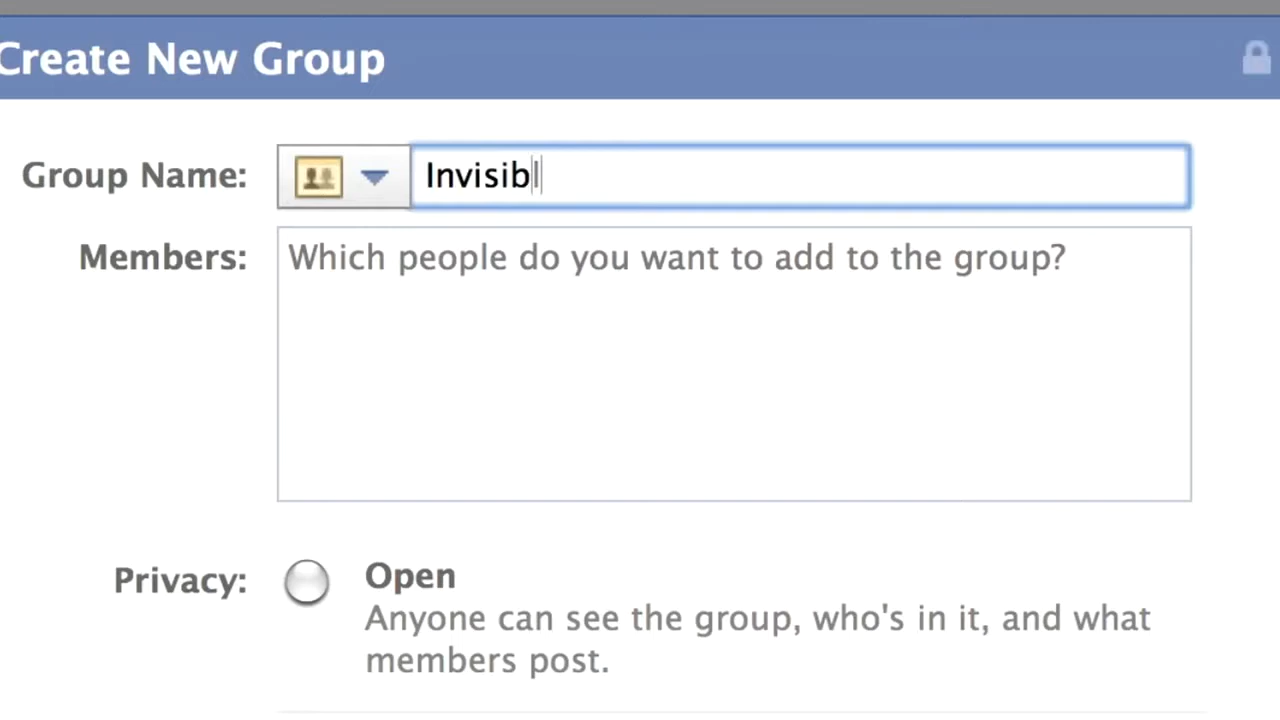 Create New Group
Group Name: Invisibl
Members: Which people do you want to add to the group?
Privacy: Open
Anyone can see the group, who's in it, and what
members post.